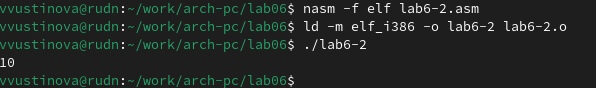 vvustinova@rudn:~/work/arch-pc/lab06$ nasm -f elf lab6-2.asm
vvustinova@rudn:~/work/arch-pc/lab06$ ld -m elf_i386 -o lab6-2 lab6-2.o
vvustinova@rudn:~/work/arch-pc/lab06$ ./lab6-2
10
vvustinova@rudn:~/work/arch-pc/lab06$